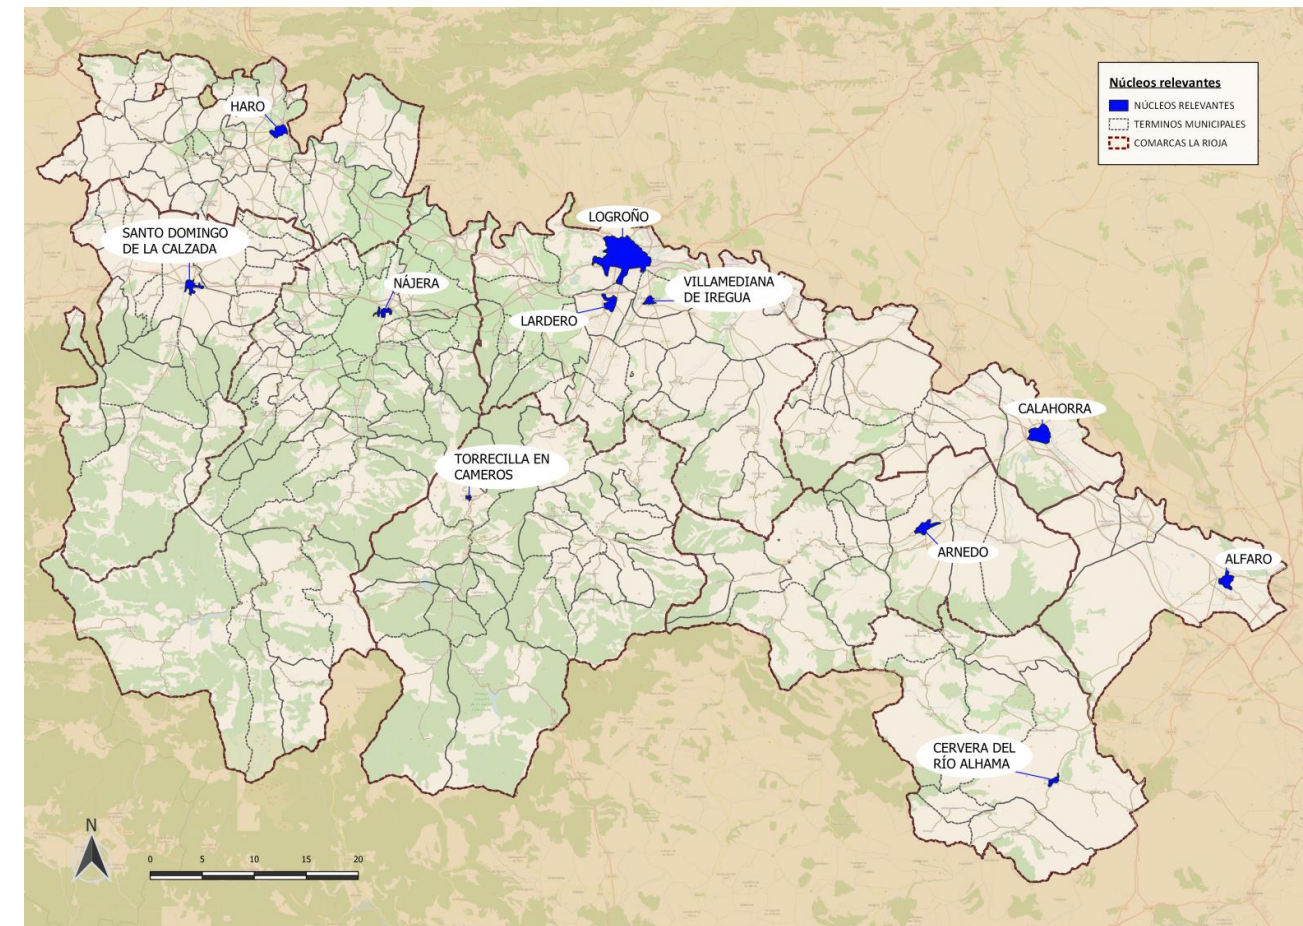 Núcleos relevantes
NÚCLEOS RELEVANTES
TERMINOS MUNICIPALES
COMARCAS LA RIOJA
HARO
SANTO DOMINGO
DE LA CALZADA
NÁJERA
LOGROÑO
VILLAMEDIANA
DE IREGUA
LARDERO
CALAHORRA
TORRECILLA EN
CAMEROS
ARNEDO
ALFARO
CERVERA DEL
RÍO ALHAMA
N
0 5 10 15 20